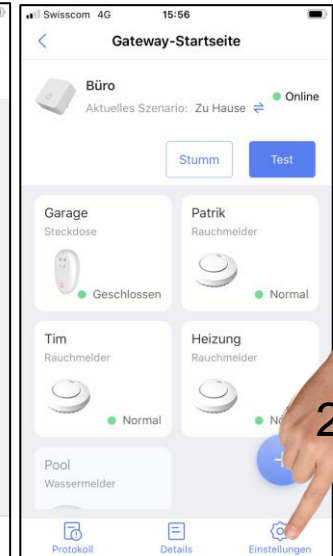 Swisscom 4G 15:56
Gateway-Startseite
Büro
Aktuelles Szenario: Zu Hause
Online
Stumm Test
Garage
Steckdose
Geschlossen
Patrik
Rauchmelder
Normal
Tim
Rauchmelder
Normal
Heizung
Rauchmelder
2
Pool
Wassermelder
Protokoll Details Einstellungen